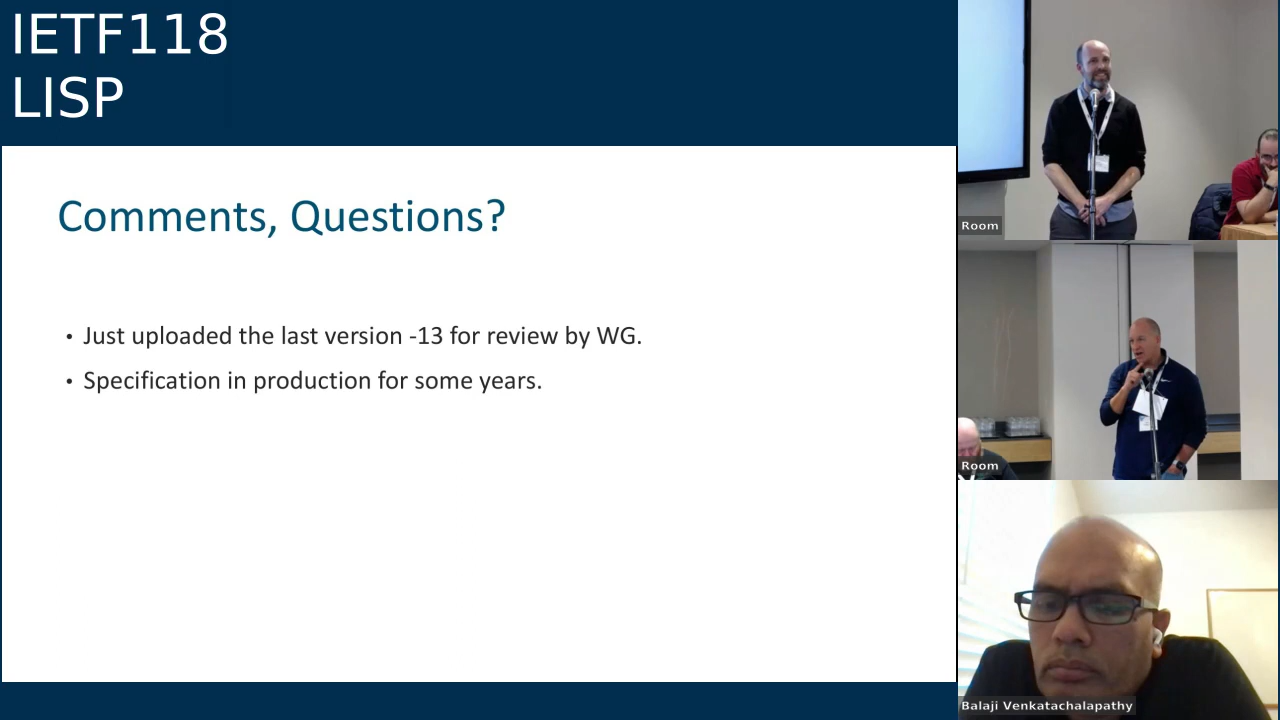 IETF118
LISP
Comments, Questions?
• Just uploaded the last version -13 for review by WG.
• Specification in production for some years.
Room
Room
Balaji Venkatachalapathy